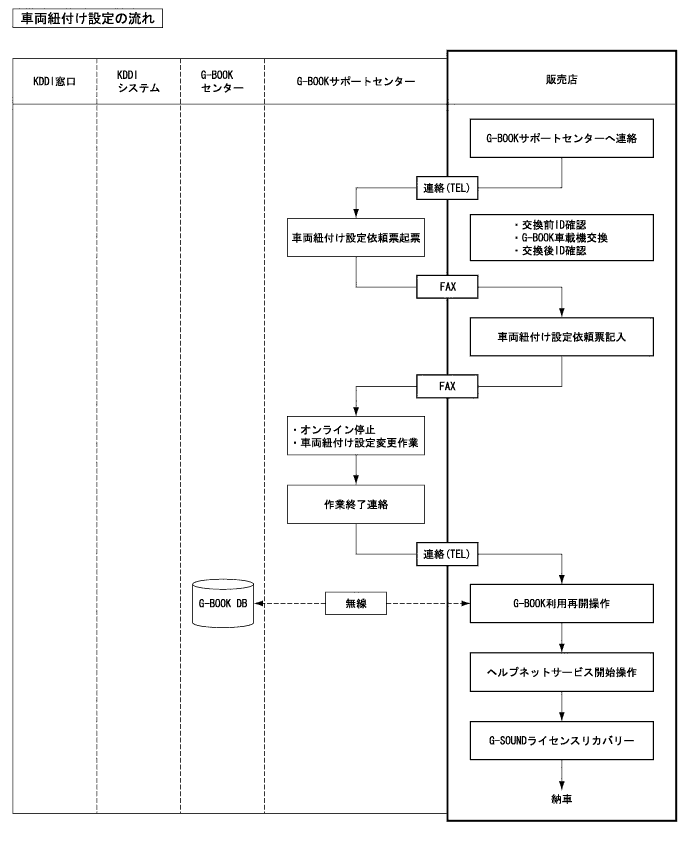 車両紐付け設定の流れ
KDDI窓口
KDDI
システム
G-BOOK
センター
G-BOOKサポートセンター
販売店
G-BOOKサポートセンターへ連絡
連絡(TEL)
車両紐付け設定依頼票起票
・交換前ID確認
・G-BOOK車載機交換
・交換後ID確認
FAX
車両紐付け設定依頼票記入
FAX
・オンライン停止
・車両紐付け設定変更作業
作業終了連絡
連絡(TEL)
G-BOOK DB
無線
G-BOOK利用再開操作
ヘルプネットサービス開始操作
G-SOUNDライセンスリカバリー
納車